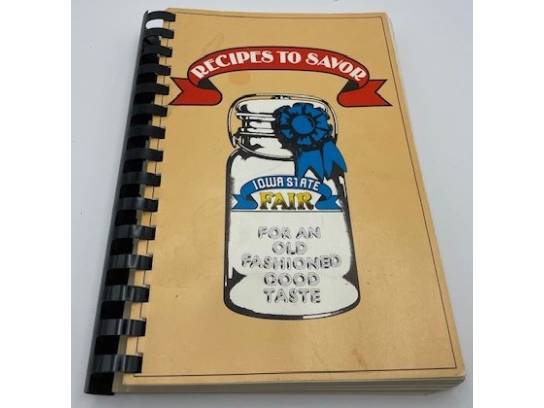 RECIPES TO SAVOR
IOWA STATE
FAIR
FOR AN
OLD
FASHIONED
GOOD
TASTE